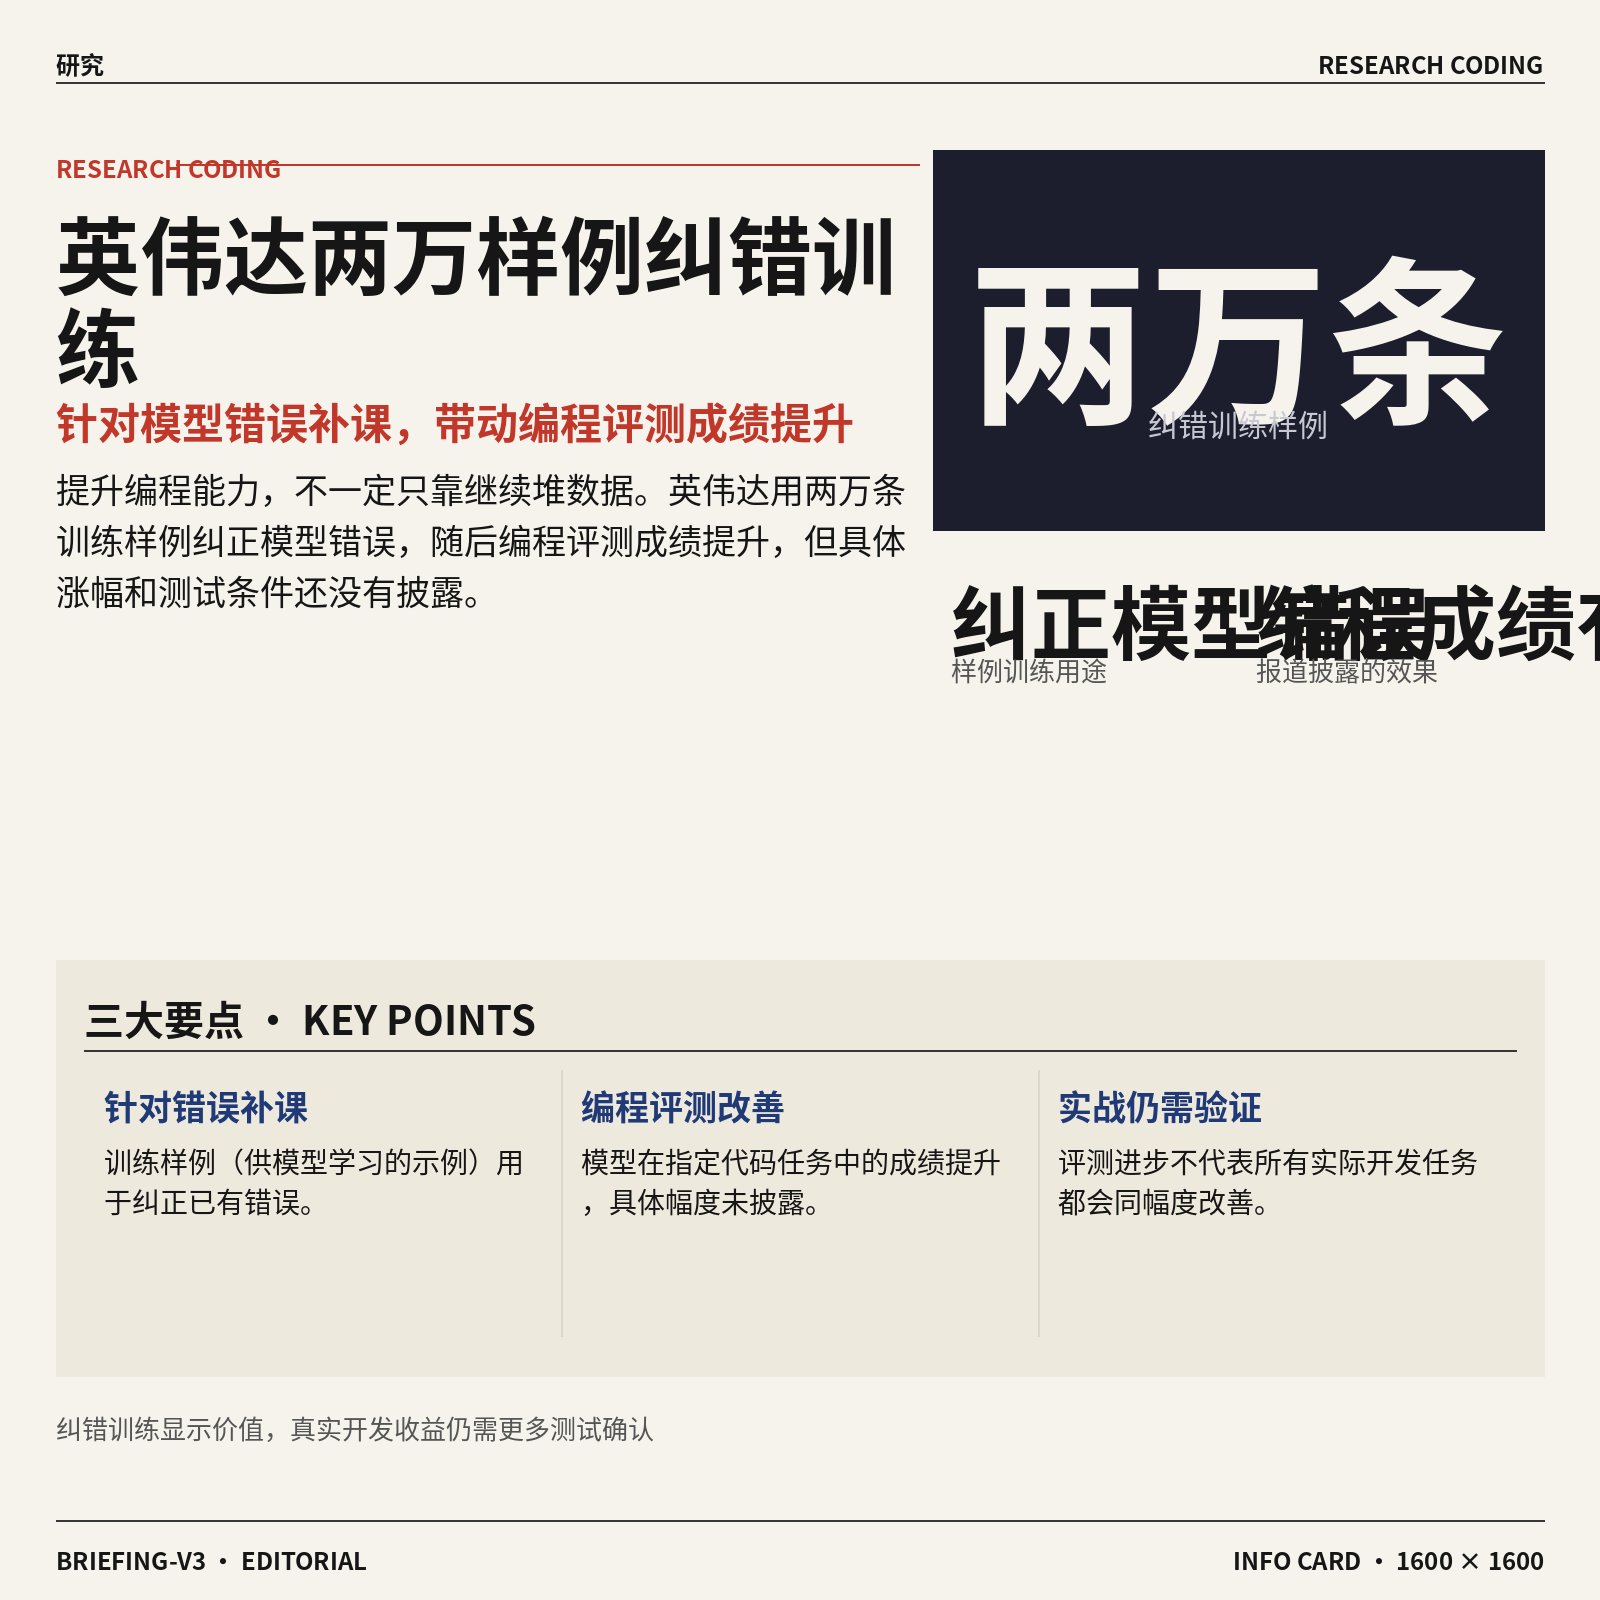 研究
RESEARCH CODING
RESEARCH CODING
英伟达两万样例纠错训
练
针对模型错误补课，带动编程评测成绩提升
提升编程能力，不一定只靠继续堆数据。英伟达用两万条
训练样例纠正模型错误，随后编程评测成绩提升，但具体
涨幅和测试条件还没有披露。
两万条
纠错训练样例
纠正模型错误
样例训练用途
编程成绩
报道披露的效果
三大要点 · KEY POINTS
针对错误补课
训练样例（供模型学习的示例）用
于纠正已有错误。
编程评测改善
模型在指定代码任务中的成绩提升
，具体幅度未披露。
实战仍需验证
评测进步不代表所有实际开发任务
都会同幅度改善。
纠错训练显示价值，真实开发收益仍需更多测试确认
BRIEFING-V3 · EDITORIAL
INFO CARD · 1600 × 1600